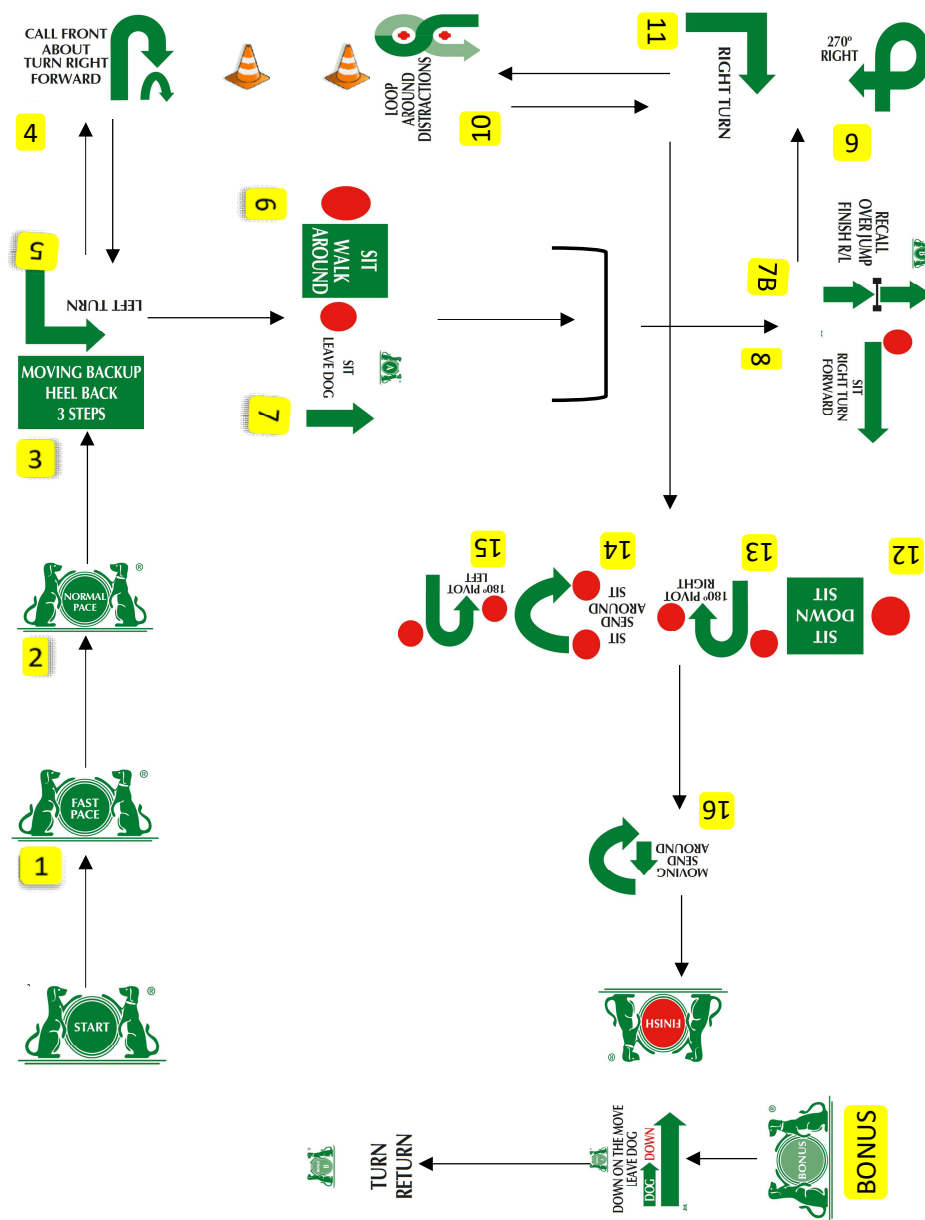 CALL FRONT
ABOUT
TURN RIGHT
FORWARD
4
5
LEFT TURN
MOVING BACKUP
HEEL BACK
3 STEPS
3
®
NORMAL
PACE
2
®
FAST
PACE
1
®
START
LOOP
AROUND
DISTRACTIONS
10
11
RIGHT TURN
270º
RIGHT
9
6
SIT
WALK
AROUND
SIT
LEAVE DOG
7
7B
RECALL
OVER JUMP
FINISH R/L
8
SIT
RIGHT TURN
FORWARD
12
SIT
DOWN
SIT
13
180º PIVOT
RIGHT
14
SIT
SEND
AROUND
SIT
15
180º PIVOT
LEFT
16
MOVING
SEND
AROUND
FINISH
®
BONUS
BONUS
DOWN ON THE MOVE
LEAVE DOG
DOG
DOWN
TURN
RETURN